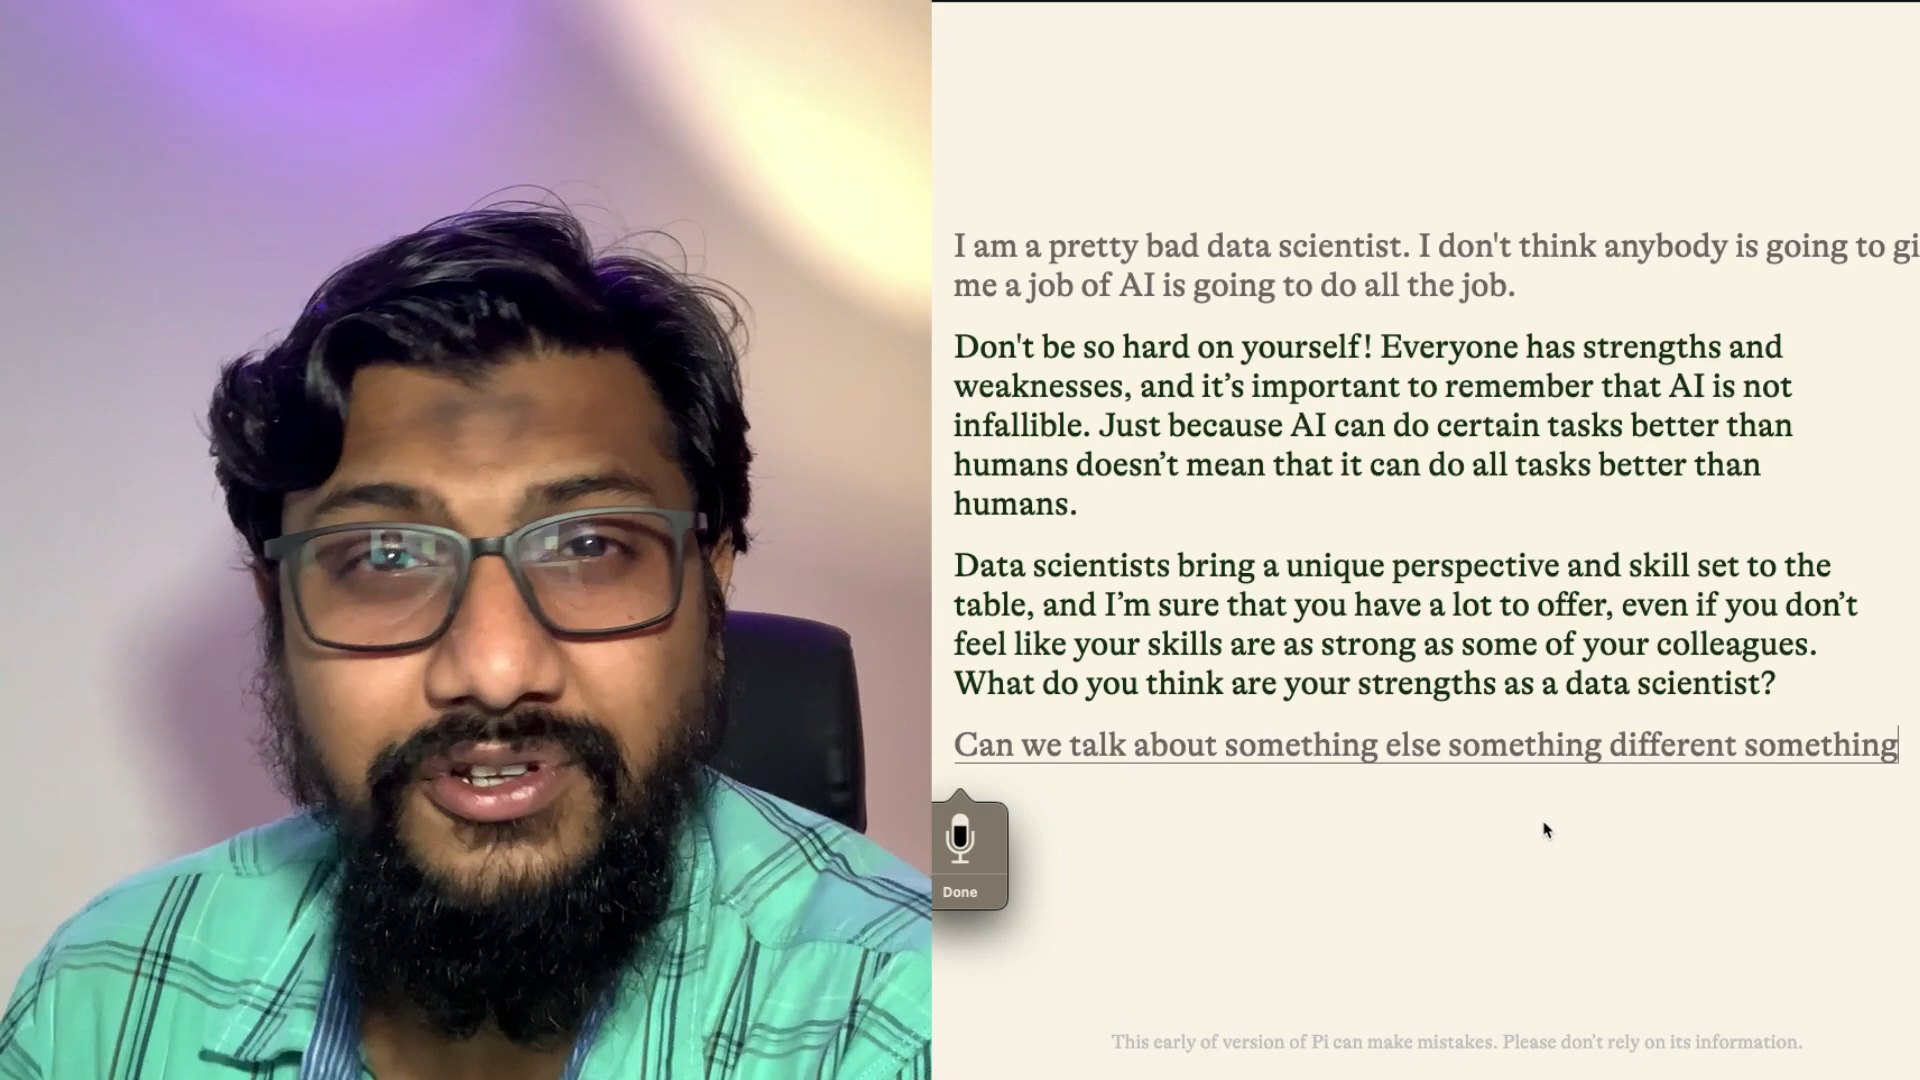 I am a pretty bad data scientist. I don't think anybody is going to gi
me a job of AI is going to do all the job.
Don't be so hard on yourself! Everyone has strengths and
weaknesses, and it’s important to remember that AI is not
infallible. Just because AI can do certain tasks better than
humans doesn’t mean that it can do all tasks better than
humans.
Data scientists bring a unique perspective and skill set to the
table, and I’m sure that you have a lot to offer, even if you don’t
feel like your skills are as strong as some of your colleagues.
What do you think are your strengths as a data scientist?
Can we talk about something else something different something
Done
This early of version of Pi can make mistakes. Please don’t rely on its information.